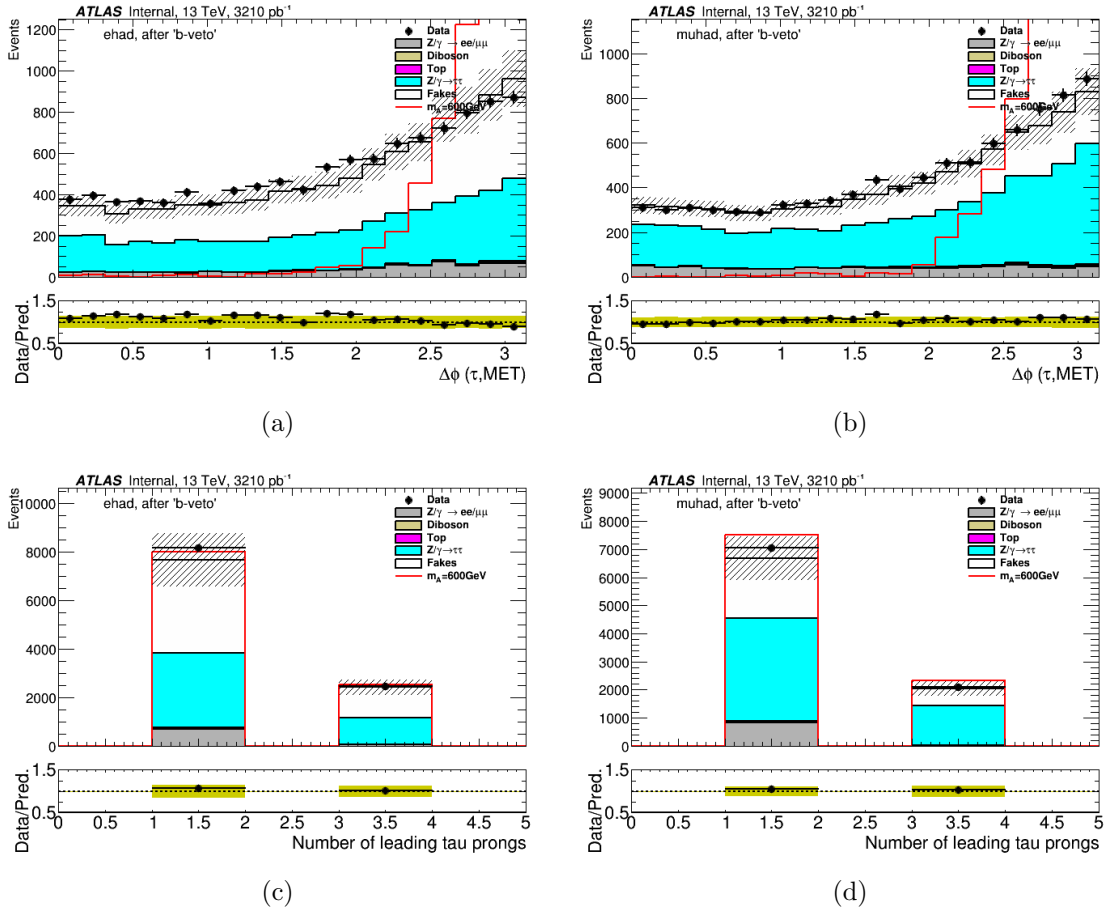 ATLAS Internal, 13 TeV, 3210 pb⁻¹
Events
1200
1000
800
600
400
200
0
ehad, after 'b-veto'
Data
Z/γ → ee/μμ
Diboson
Top
Z/γ→ττ
Fakes
m_A=600GeV
Data/Pred.
1.5
0.5
0 0.5 1 1.5 2 2.5 3
Δϕ (τ,MET)
(a)
ATLAS Internal, 13 TeV, 3210 pb⁻¹
Events
1000
800
600
400
200
0
muhad, after 'b-veto'
Data
Z/γ → ee/μμ
Diboson
Top
Z/γ→ττ
Fakes
m_A=600GeV
Data/Pred.
1.5
0.5
0 0.5 1 1.5 2 2.5 3
Δϕ (τ,MET)
(b)
ATLAS Internal, 13 TeV, 3210 pb⁻¹
Events
10000
8000
6000
4000
2000
0
ehad, after 'b-veto'
Data
Z/γ → ee/μμ
Diboson
Top
Z/γ→ττ
Fakes
m_A=600GeV
Data/Pred.
1.5
0.5
0 0.5 1 1.5 2 2.5 3 3.5 4 4.5 5
Number of leading tau prongs
(c)
ATLAS Internal, 13 TeV, 3210 pb⁻¹
Events
9000
8000
7000
6000
5000
4000
3000
2000
1000
0
muhad, after 'b-veto'
Data
Z/γ → ee/μμ
Diboson
Top
Z/γ→ττ
Fakes
m_A=600GeV
Data/Pred.
1.5
0.5
0 0.5 1 1.5 2 2.5 3 3.5 4 4.5 5
Number of leading tau prongs
(d)